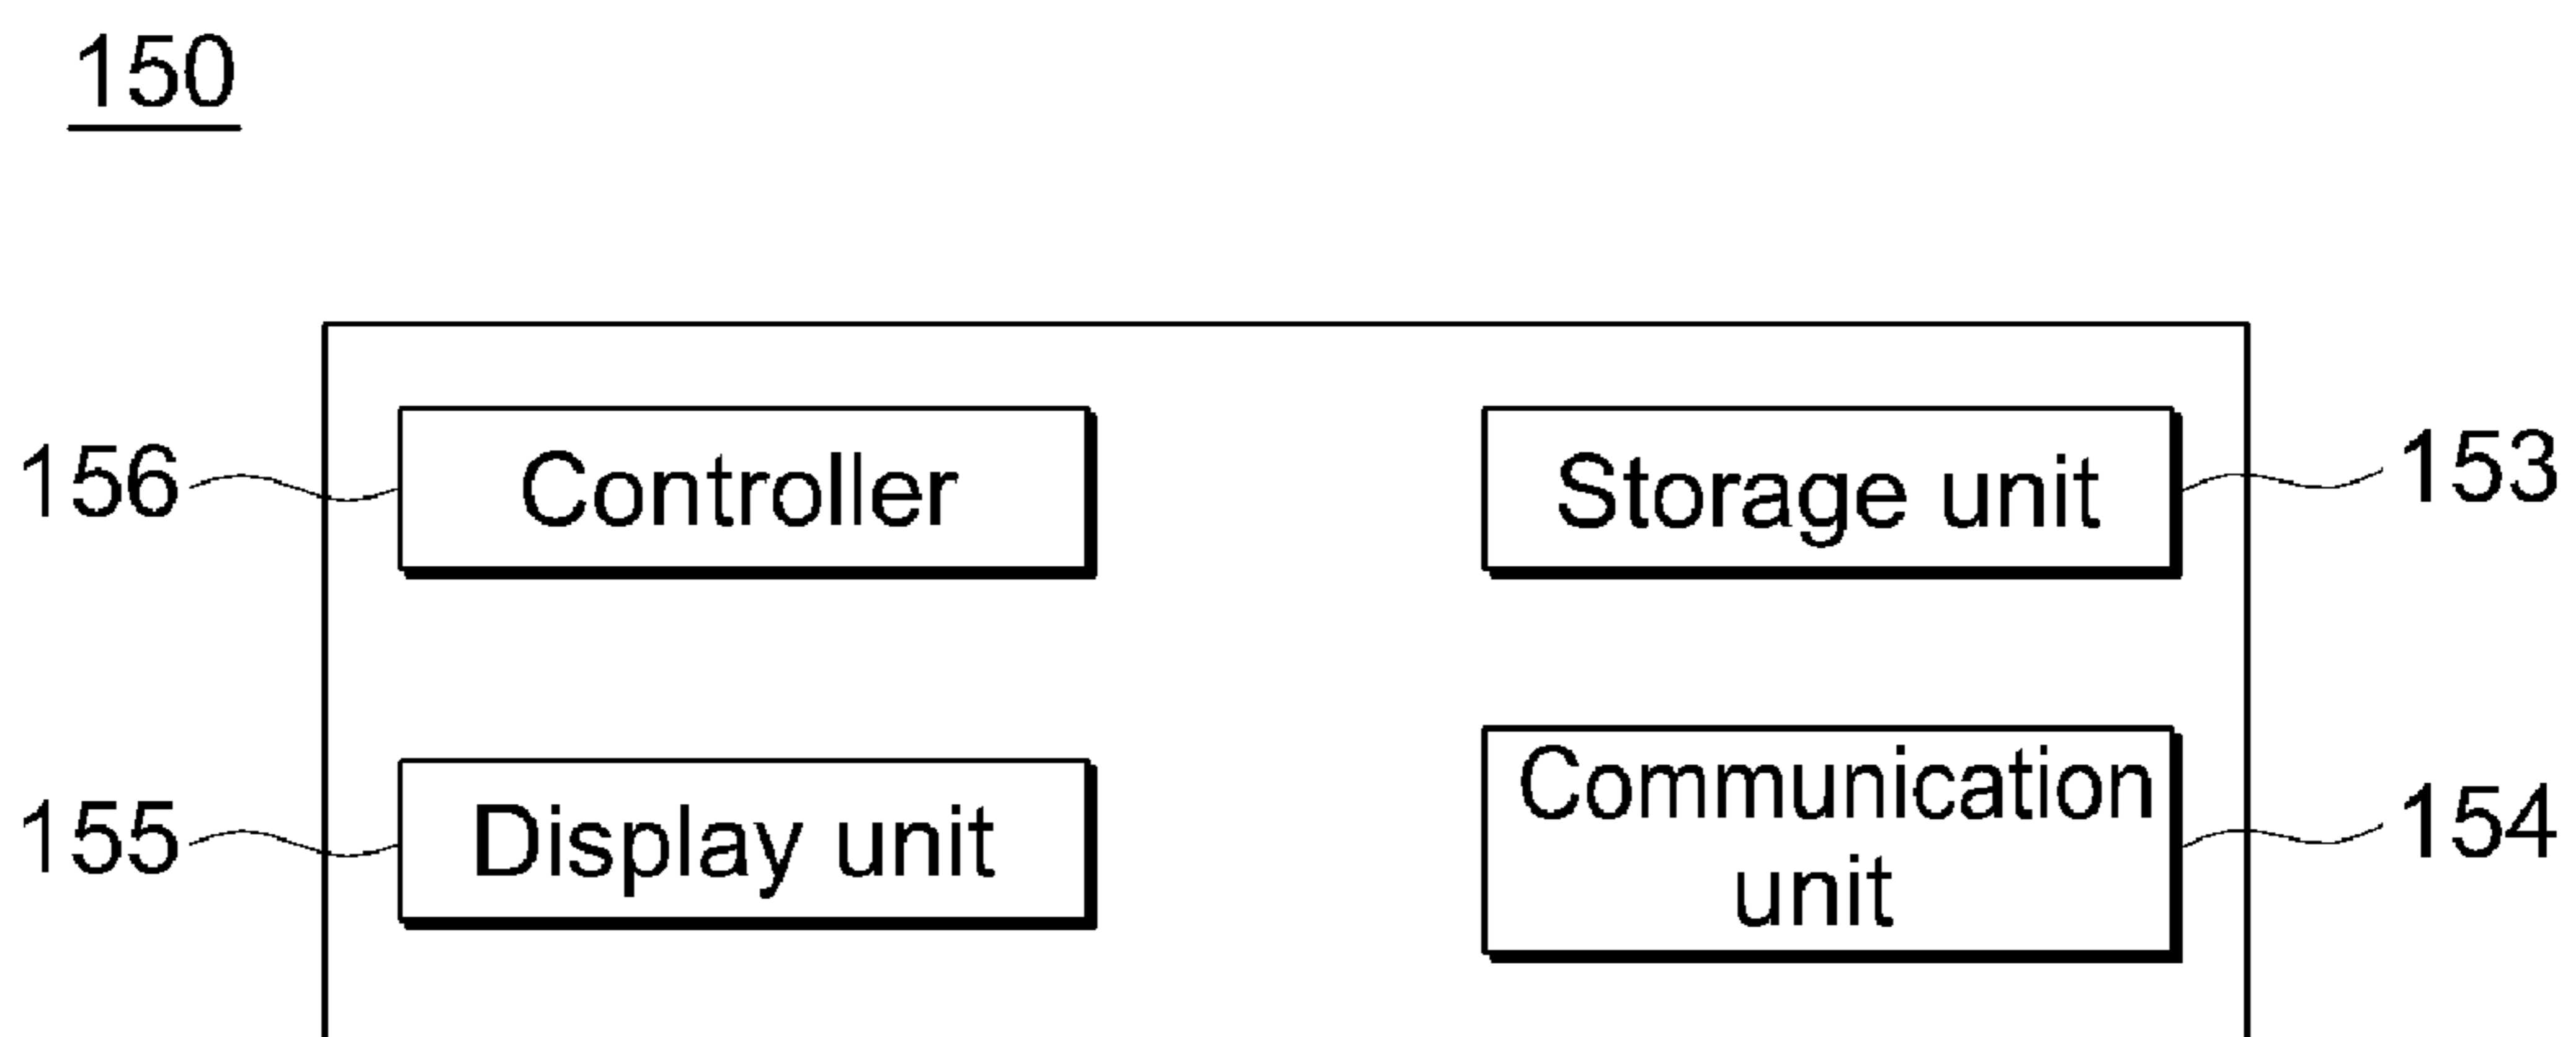 150
156 Controller Storage unit 153
155 Display unit Communication unit 154